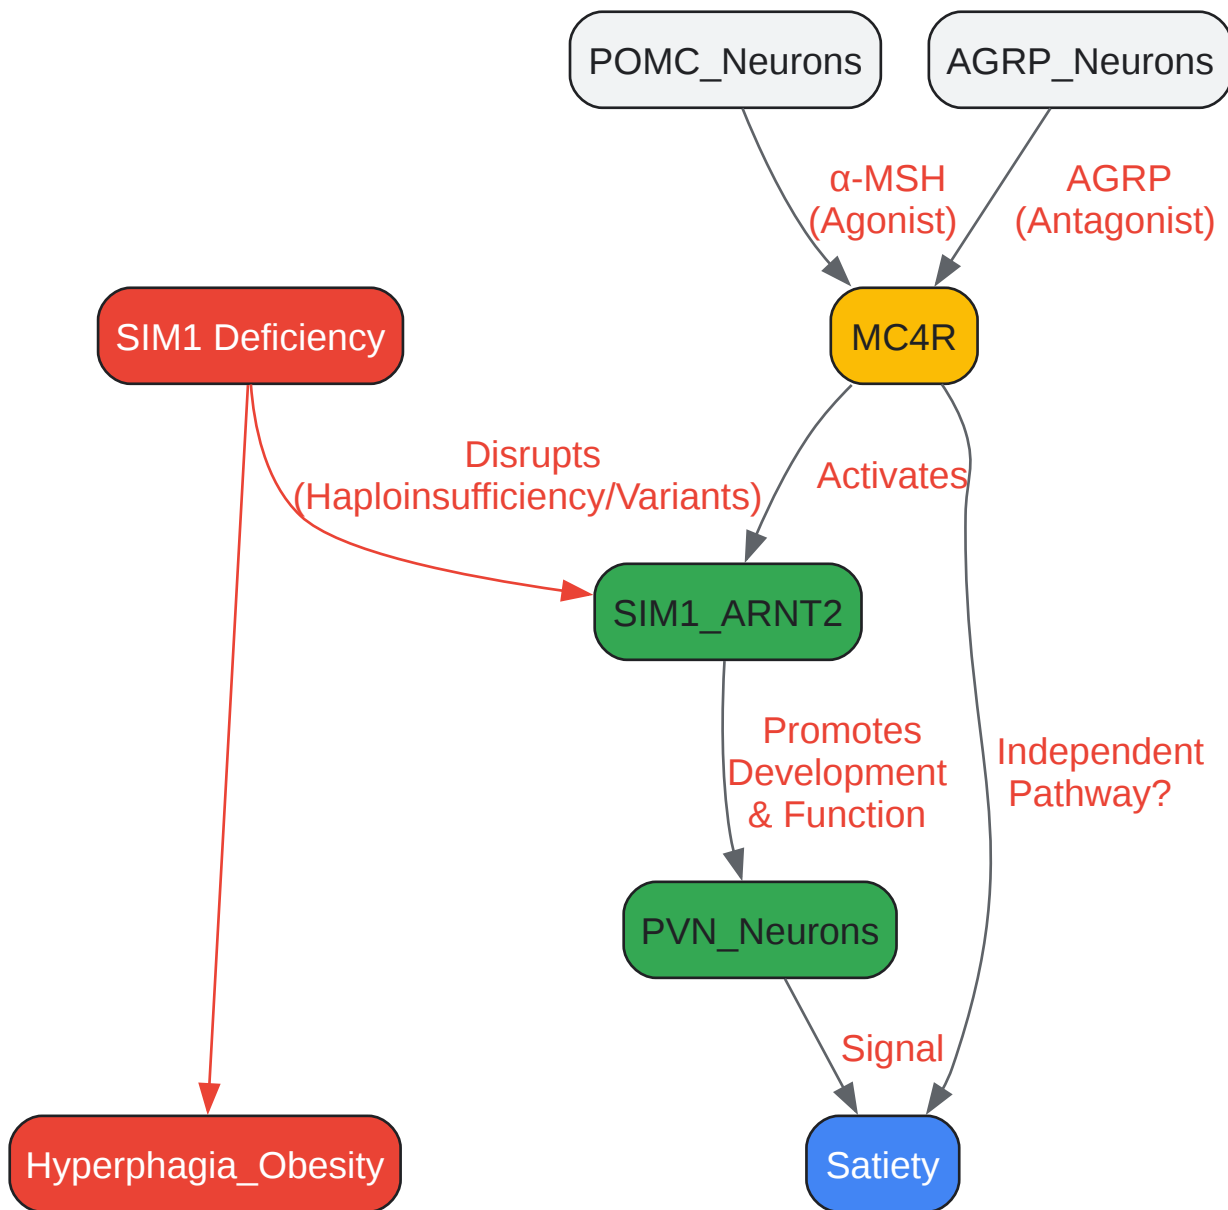 POMC_Neurons
AGRP_Neurons
α-MSH
(Agonist)
AGRP
(Antagonist)
SIM1 Deficiency
MC4R
Disrupts
(Haploinsufficiency/Variants)
Activates
SIM1_ARNT2
Promotes
Development
& Function
Independent
Pathway?
PVN_Neurons
Signal
Hyperphagia_Obesity
Satiety